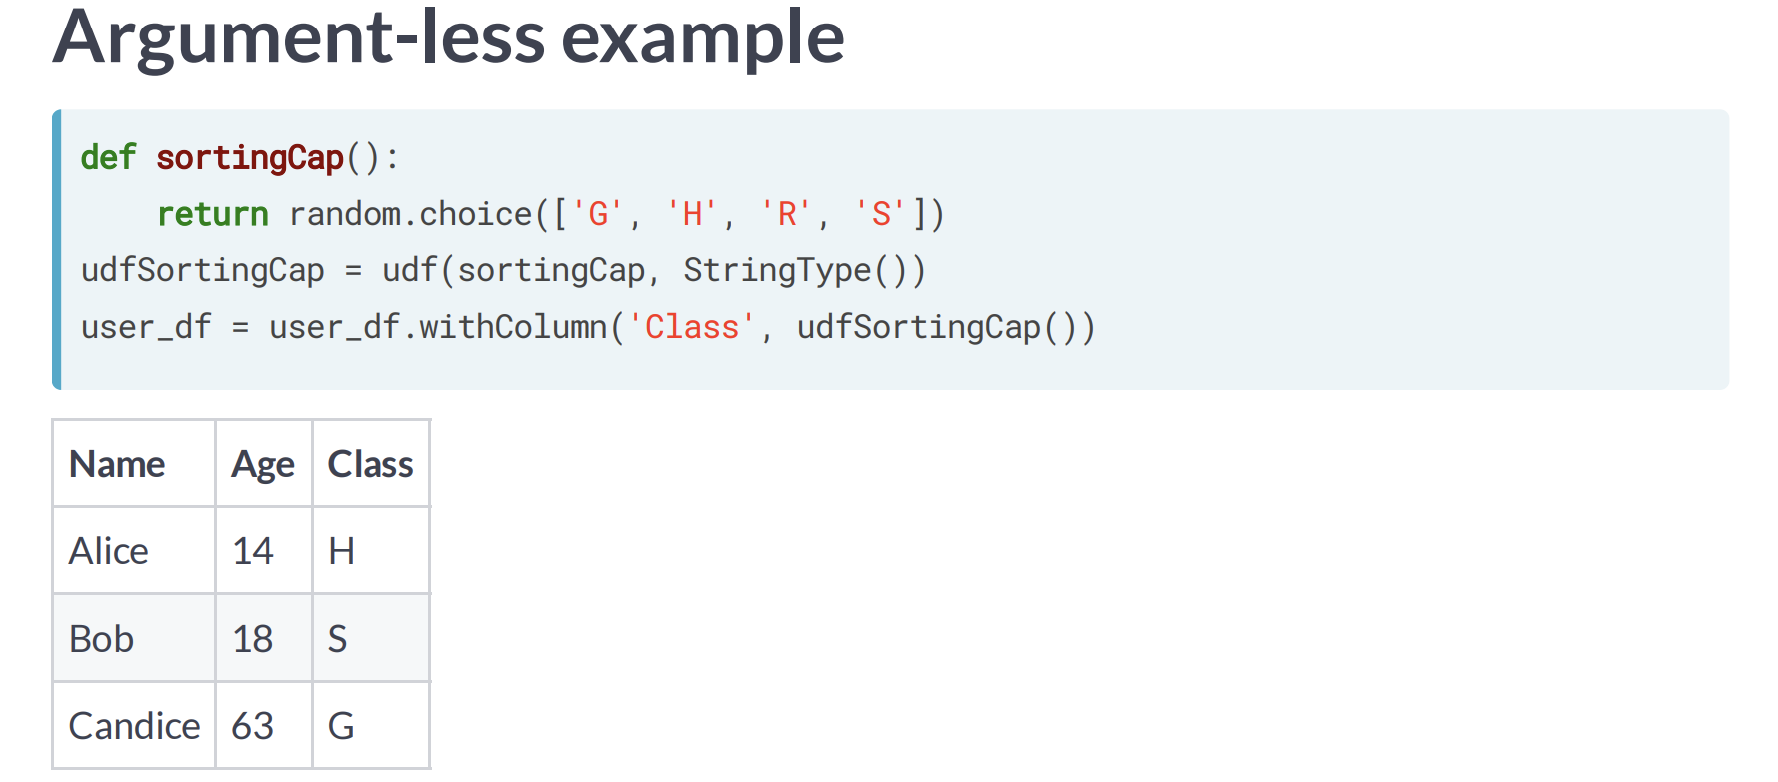 Argument-less example
def sortingCap():
    return random.choice(['G', 'H', 'R', 'S'])
udfSortingCap = udf(sortingCap, StringType())
user_df = user_df.withColumn('Class', udfSortingCap())
Name Age Class
Alice 14 H
Bob 18 S
Candice 63 G